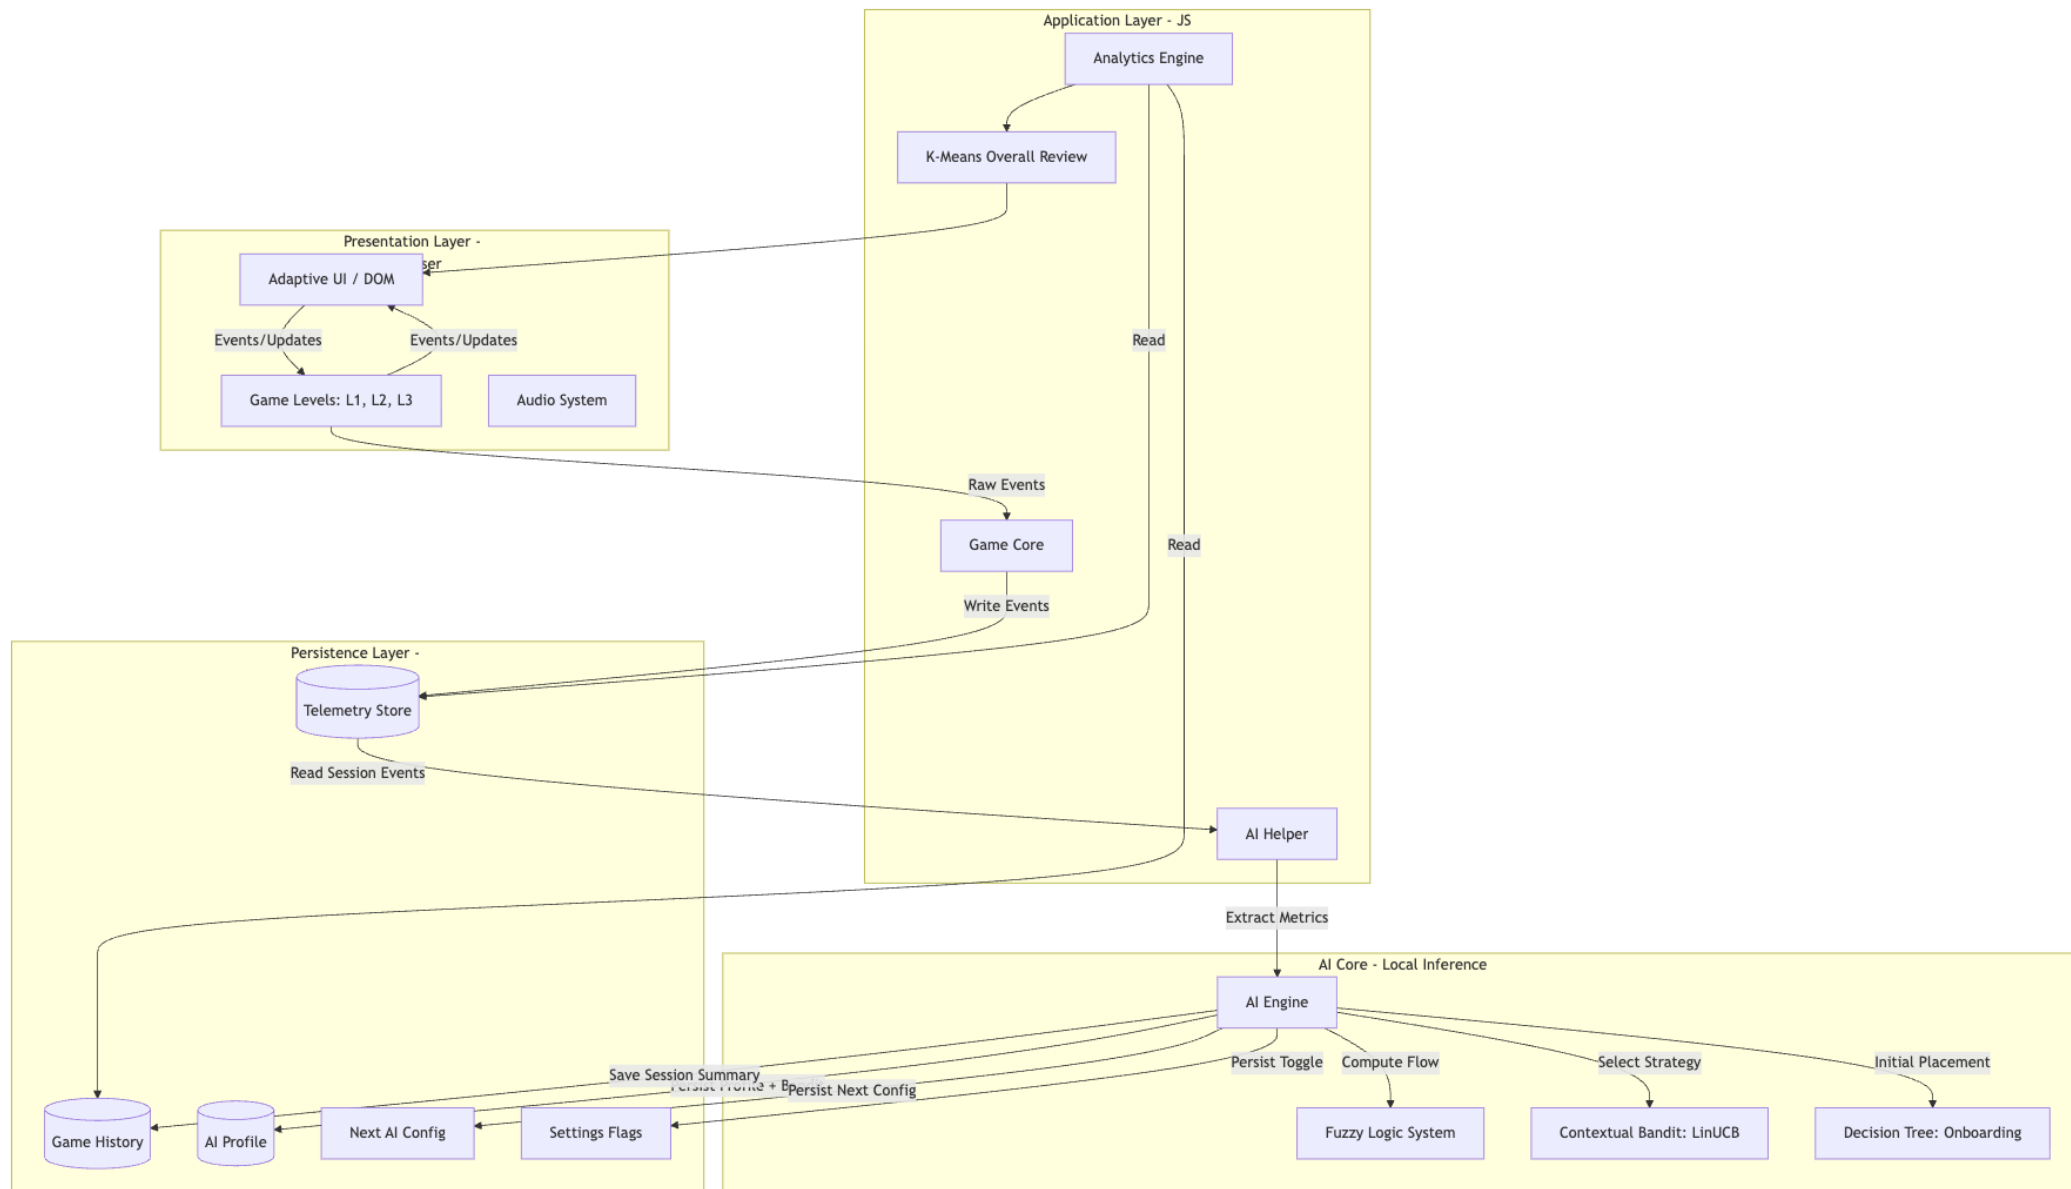 Application Layer - JS
Analytics Engine
K-Means Overall Review
Presentation Layer -
Adaptive UI / DOM
Events/Updates
Events/Updates
Game Levels: L1, L2, L3
Audio System
Read
Raw Events
Game Core
Read
Write Events
Persistence Layer -
Telemetry Store
Read Session Events
AI Helper
Extract Metrics
AI Core - Local Inference
AI Engine
Save Session Summary
Persist Profile +
Persist Next Config
Persist Toggle
Compute Flow
Select Strategy
Initial Placement
Game History
AI Profile
Next AI Config
Settings Flags
Fuzzy Logic System
Contextual Bandit: LinUCB
Decision Tree: Onboarding